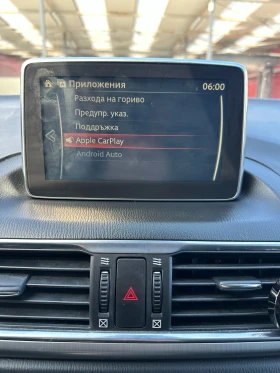 Приложения 06:00
Разхода на гориво
Предупр. указ.
Поддръжка
Apple CarPlay
Android Auto